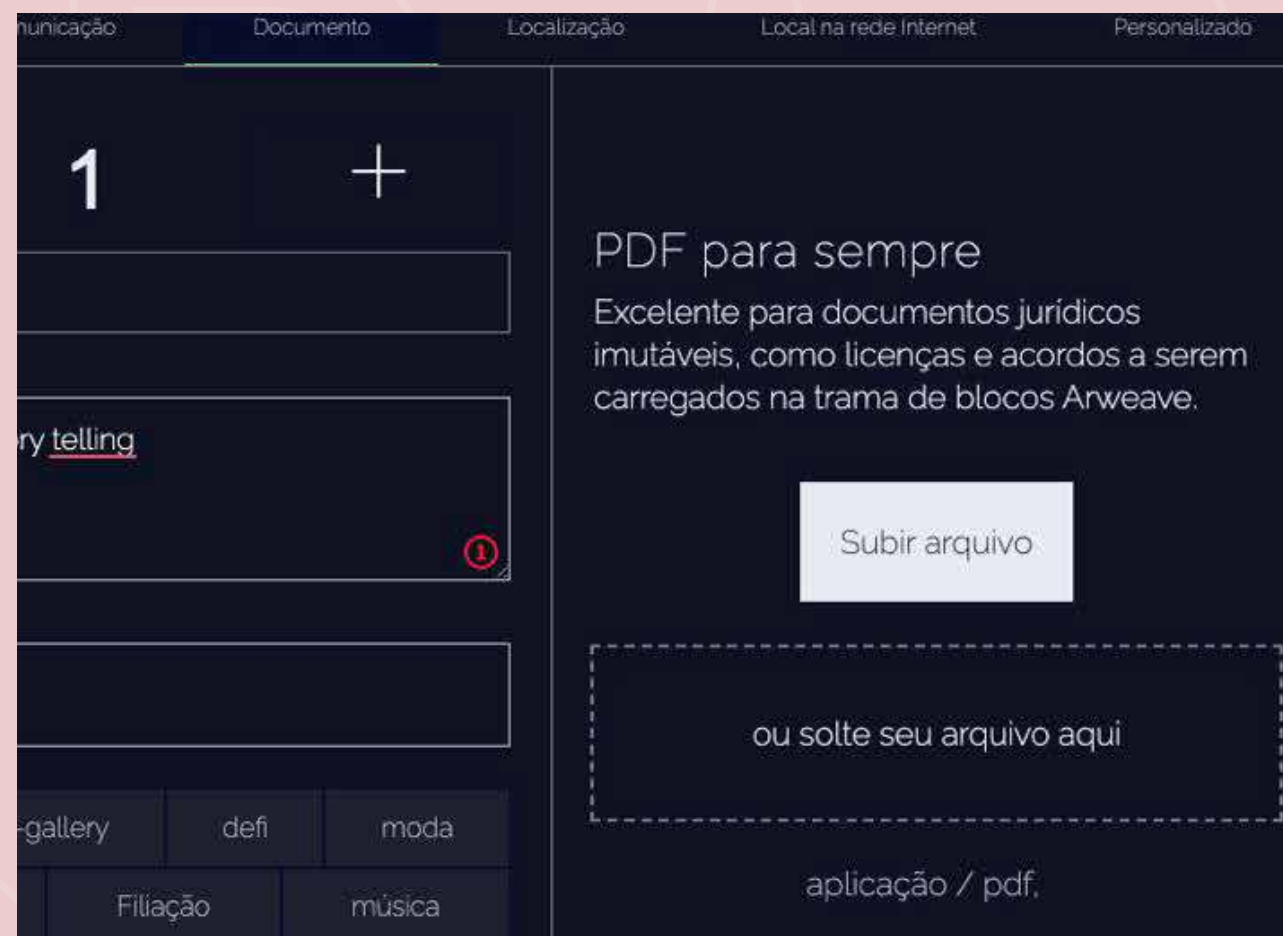 municação Documento Localização Local na rede Internet Personalizado
1 +
PDF para sempre
Excelente para documentos jurídicos
imutáveis, como licenças e acordos a serem
carregados na trama de blocos Arweave.
ry telling
1
Subir arquivo
ou solte seu arquivo aqui
-gallery defi moda
Filiação música
aplicação / pdf,